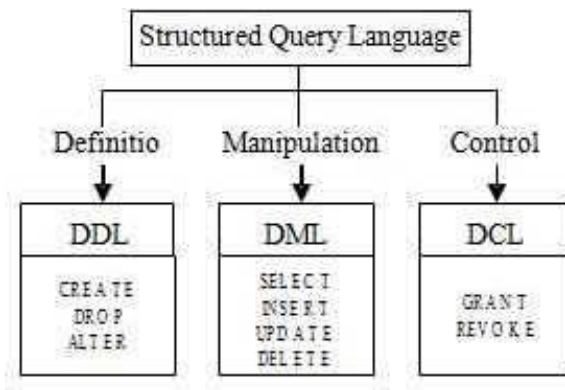 Structured Query Language
Definitio
Manipulation
Control
DDL
CREATE
DROP
ALTER
DML
SELECT
INSERT
UPDATE
DELETE
DCL
GRANT
REVOKE